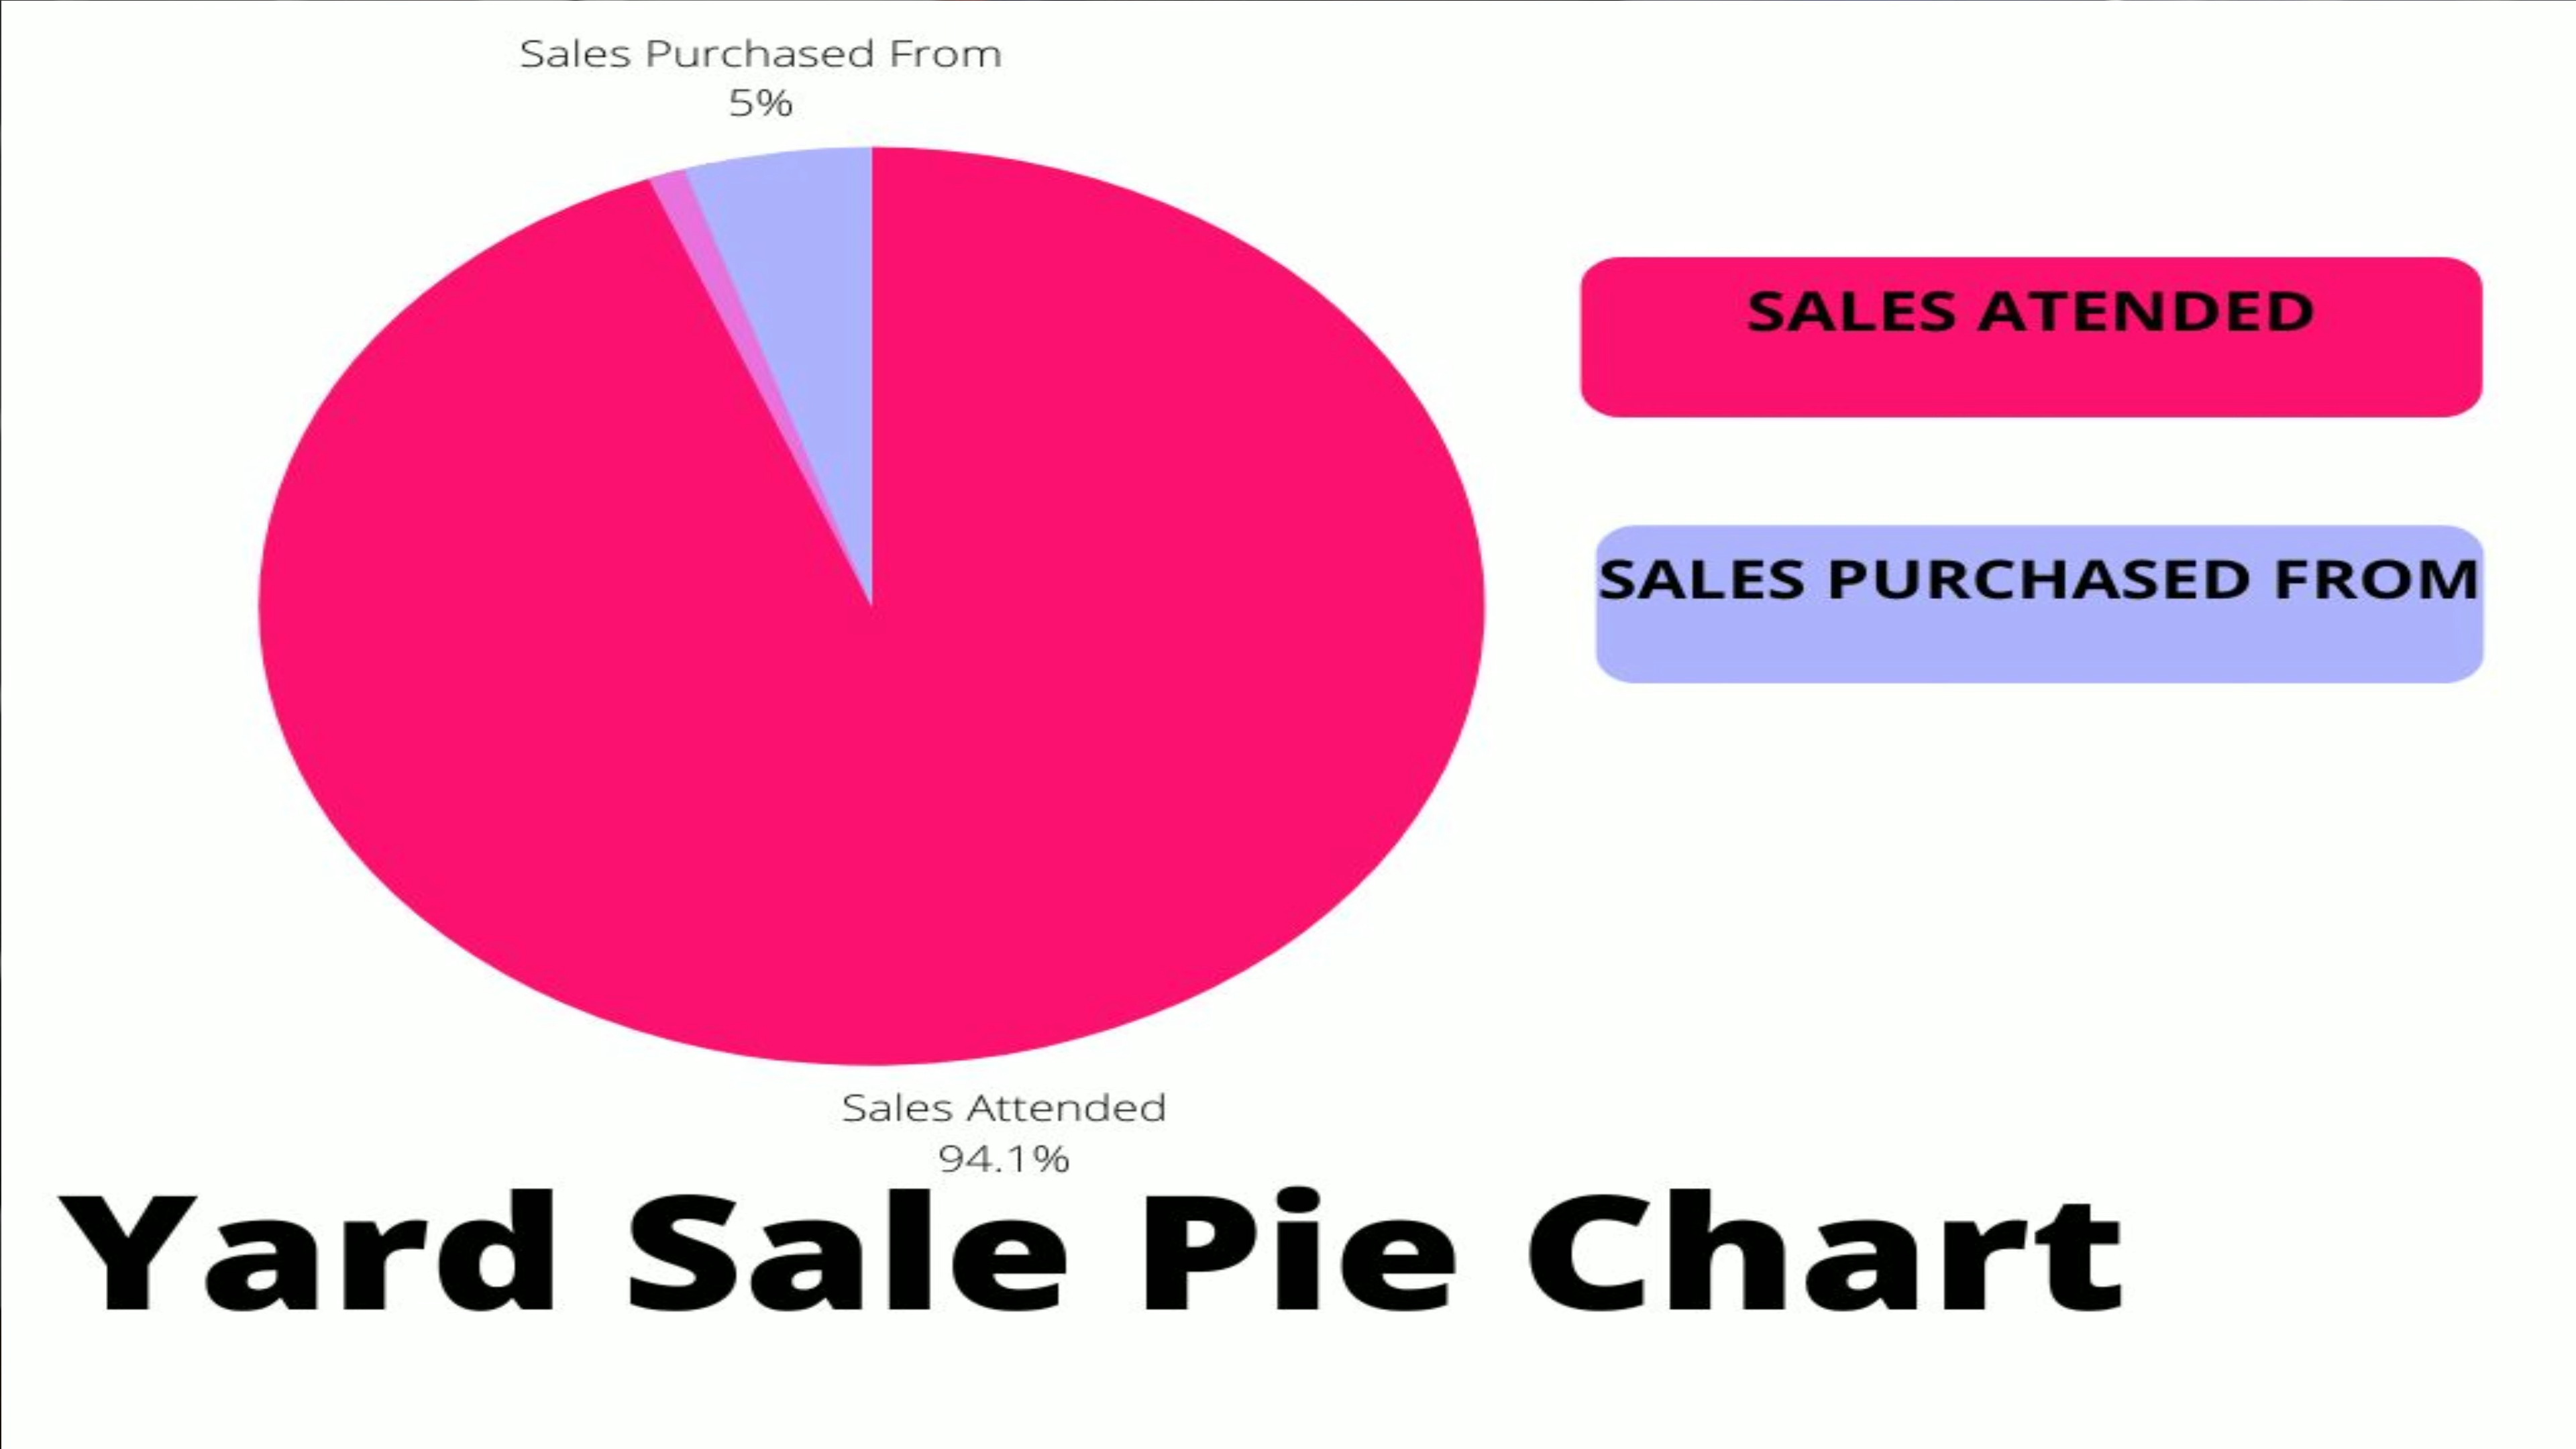 Sales Purchased From
5%
SALES ATENDED
SALES PURCHASED FROM
Sales Attended
94.1%
Yard Sale Pie Chart